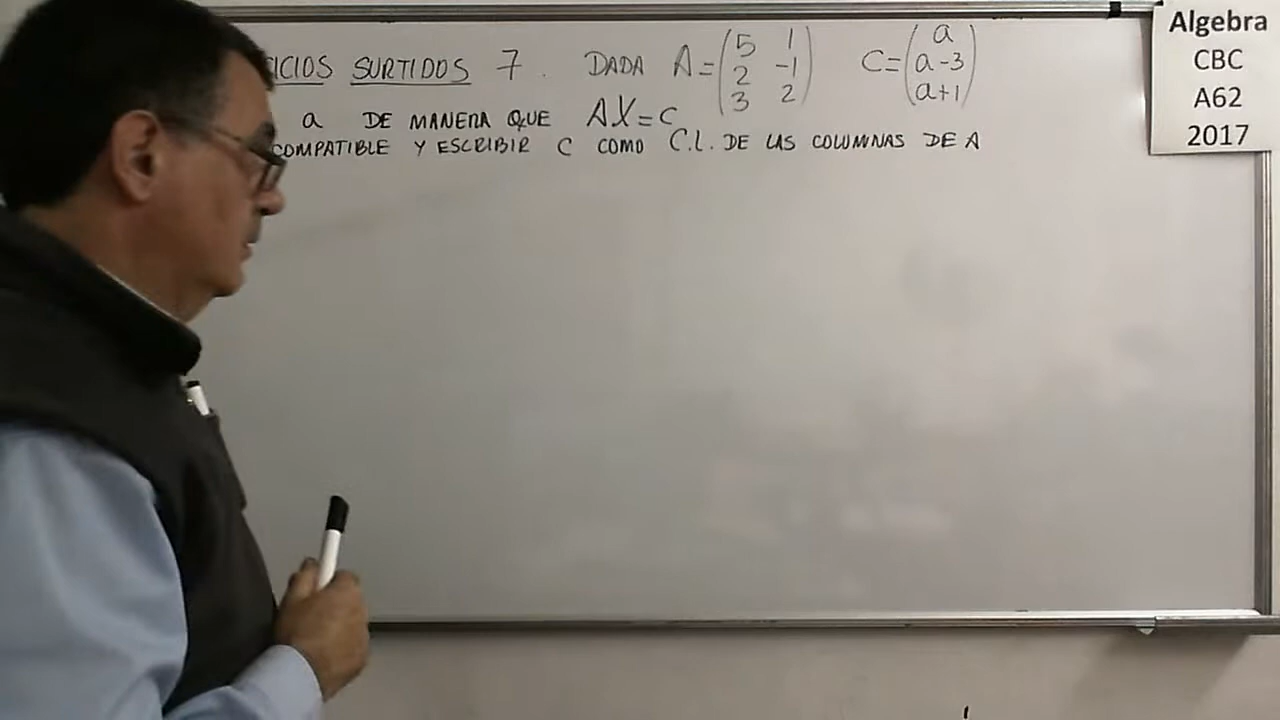 ICIOS SURTIDOS 7. DADA A=(5 1 C=(a
2 -1 a-3
3 2) a+1)
a DE MANERA QUE AX=C
COMPATIBLE Y ESCRIBIR C COMO C.L. DE LAS COLUMNAS DE A
Algebra
CBC
A62
2017